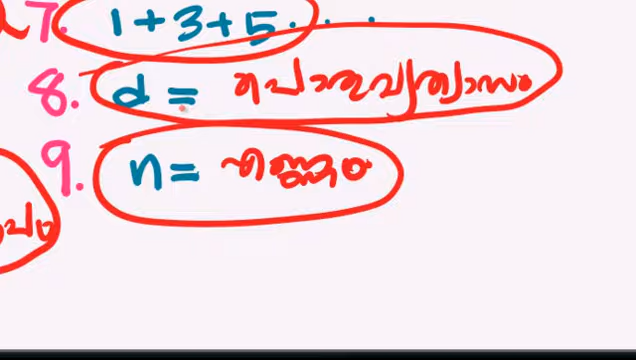 7. 1+3+5....
8. d = പൊതുവ്യത്യാസം
9. n = എണ്ണം